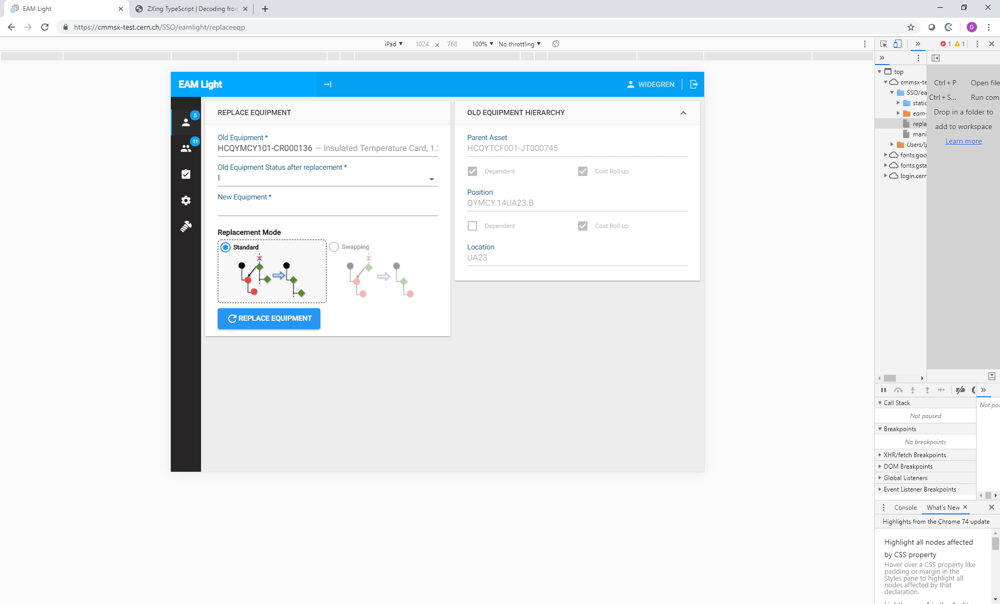 EAM Light
ZXing TypeScript | Decoding from
https://cmmsx-test.cern.ch/SSO/eamlight/replaceeqp
D
iPad
1024 x 768
100%
No throttling
1
1
EAM Light
WIDEGREN
5
11
REPLACE EQUIPMENT
Old Equipment *
HCQYMCY101-CR000136 — Insulated Temperature Card, 1.2
Old Equipment Status after replacement *
I
New Equipment *
Replacement Mode
Standard
Swapping
REPLACE EQUIPMENT
OLD EQUIPMENT HIERARCHY
Parent Asset
HCQYTCF001-JT000745
Dependent
Cost Roll-up
Position
QYMCY.14UA23.B
Dependent
Cost Roll-up
Location
UA23
top
cmmsx-te
SSO/ea
static
eam-
repla
mani
Users/lp
fonts.goo
fonts.gsta
login.cern
Ctrl + P Open file
Ctrl + S... Run com
Drop in a folder to
add to workspace
Learn more
Call Stack
Not paused
Not pau
Breakpoints
No breakpoints
XHR/fetch Breakpoints
DOM Breakpoints
Global Listeners
Event Listener Breakpoints
Console
What's New
Highlights from the Chrome 74 update
Highlight all nodes affected
by CSS property
Hover over a CSS property like
padding or margin in the
Styles pane to highlight all
nodes affected by that
declaration.